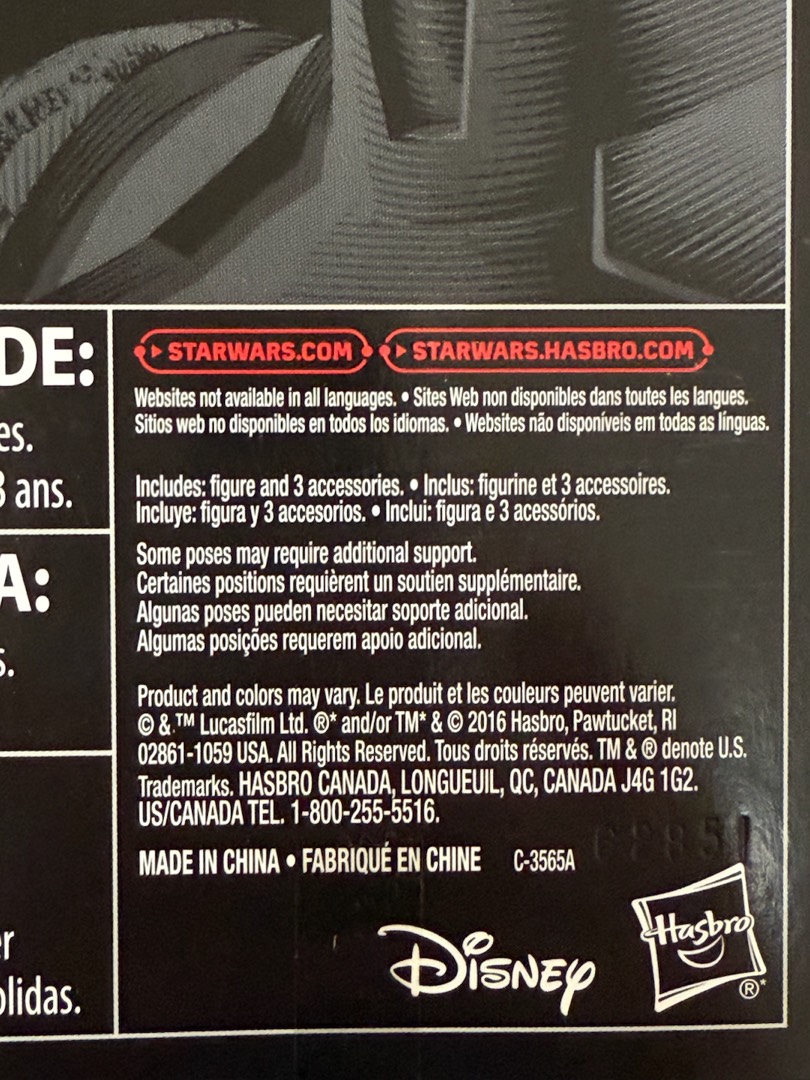 DE:
es.
3 ans.
A:
s.
er
olidas.
STARWARS.COM STARWARS.HASBRO.COM
Websites not available in all languages. • Sites Web non disponibles dans toutes les langues.
Sitios web no disponibles en todos los idiomas. • Websites não disponíveis em todas as línguas.
Includes: figure and 3 accessories. • Inclus: figurine et 3 accessoires.
Incluye: figura y 3 accesorios. • Inclui: figura e 3 acessórios.
Some poses may require additional support.
Certaines positions requièrent un soutien supplémentaire.
Algunas poses pueden necesitar soporte adicional.
Algumas posições requerem apoio adicional.
Product and colors may vary. Le produit et les couleurs peuvent varier.
© & ™ Lucasfilm Ltd. ®* and/or TM* & © 2016 Hasbro, Pawtucket, RI
02861-1059 USA. All Rights Reserved. Tous droits réservés. TM & ® denote U.S.
Trademarks. HASBRO CANADA, LONGUEUIL, QC, CANADA J4G 1G2.
US/CANADA TEL. 1-800-255-5516.
MADE IN CHINA • FABRIQUÉ EN CHINE C-3565A
Disney
Hasbro
®*